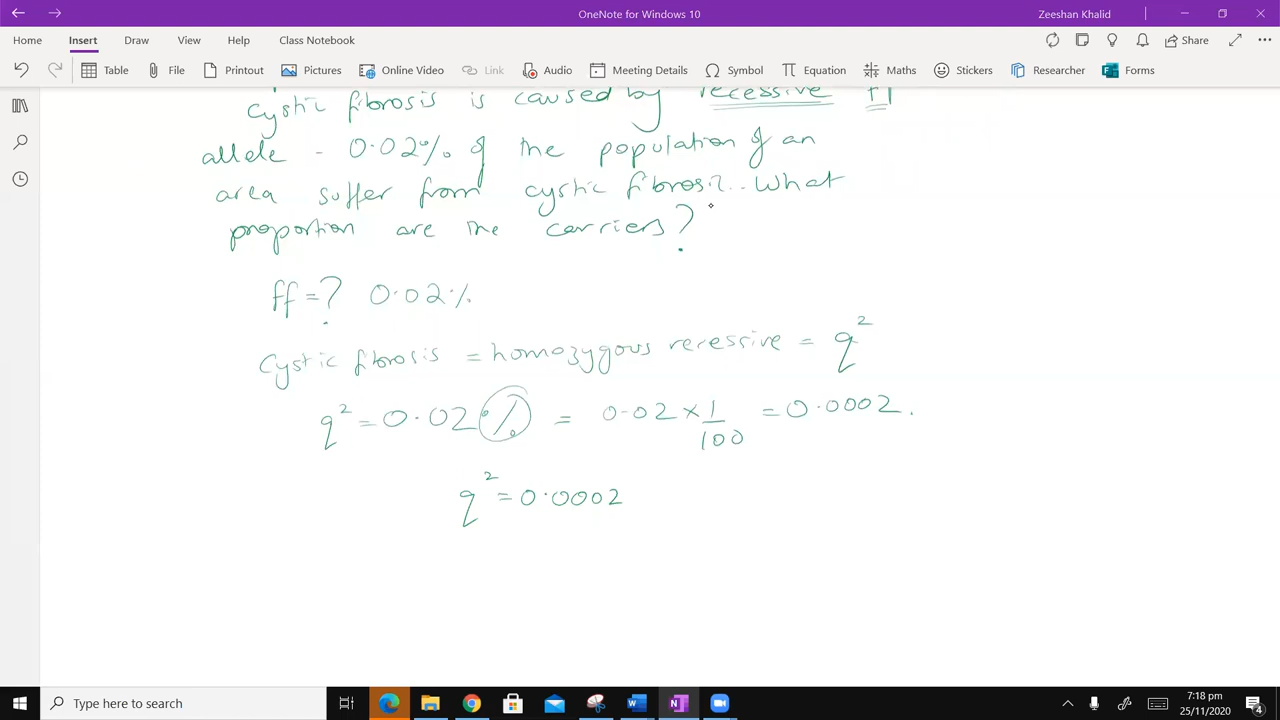 OneNote for Windows 10
Zeeshan Khalid
Home Insert Draw View Help Class Notebook
Share
Table File Printout Pictures Online Video Link Audio Meeting Details Symbol Equation Maths Stickers Researcher Forms
cystic fibrosis is caused by recessive
allele - 0.02% of the population of an
area suffer from cystic fibrosis.. What
proportion are the carriers?
ff=? 0.02%
Cystic fibrosis = homozygous recessive = q²
q² = 0.02% = 0.02 × 1/100 = 0.0002.
q² = 0.0002
Type here to search
7:18 pm
25/11/2020
4